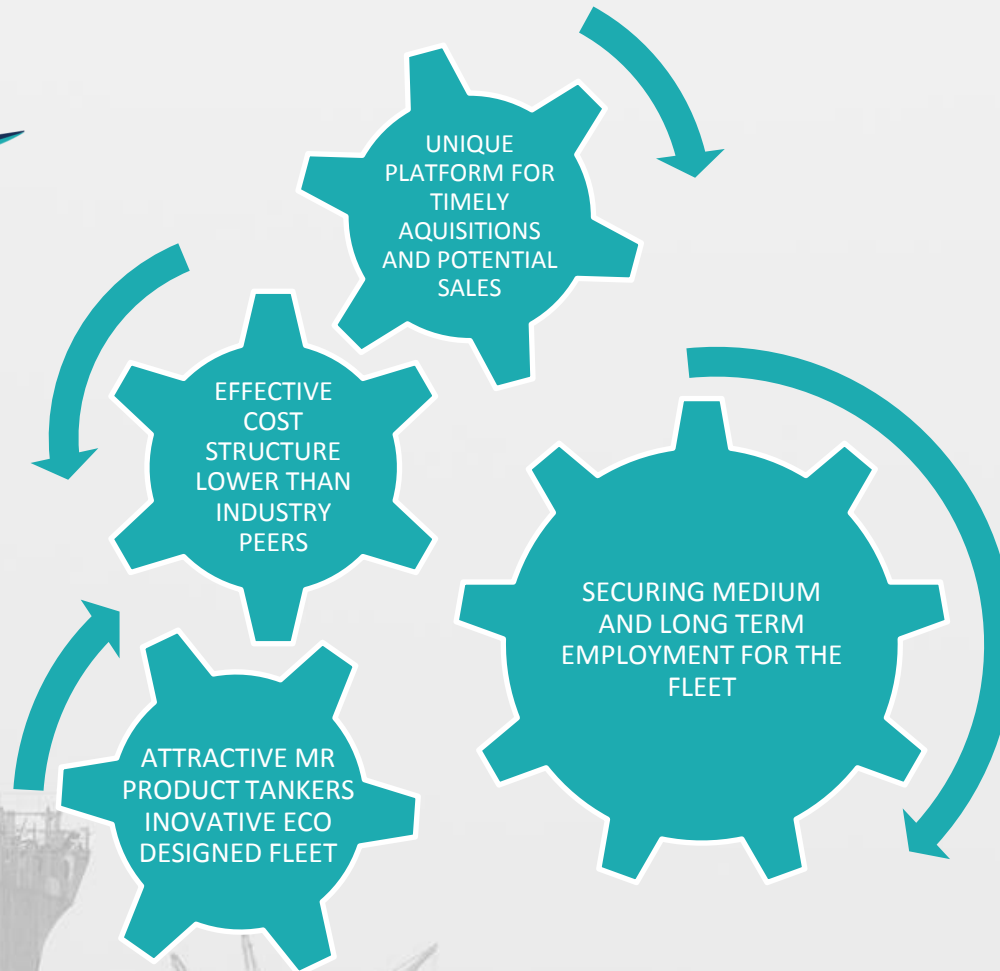 UNIQUE
PLATFORM FOR
TIMELY
AQUISITIONS
AND POTENTIAL
SALES
EFFECTIVE
COST
STRUCTURE
LOWER THAN
INDUSTRY
PEERS
SECURING MEDIUM
AND LONG TERM
EMPLOYMENT FOR THE
FLEET
ATTRACTIVE MR
PRODUCT TANKERS
INOVATIVE ECO
DESIGNED FLEET